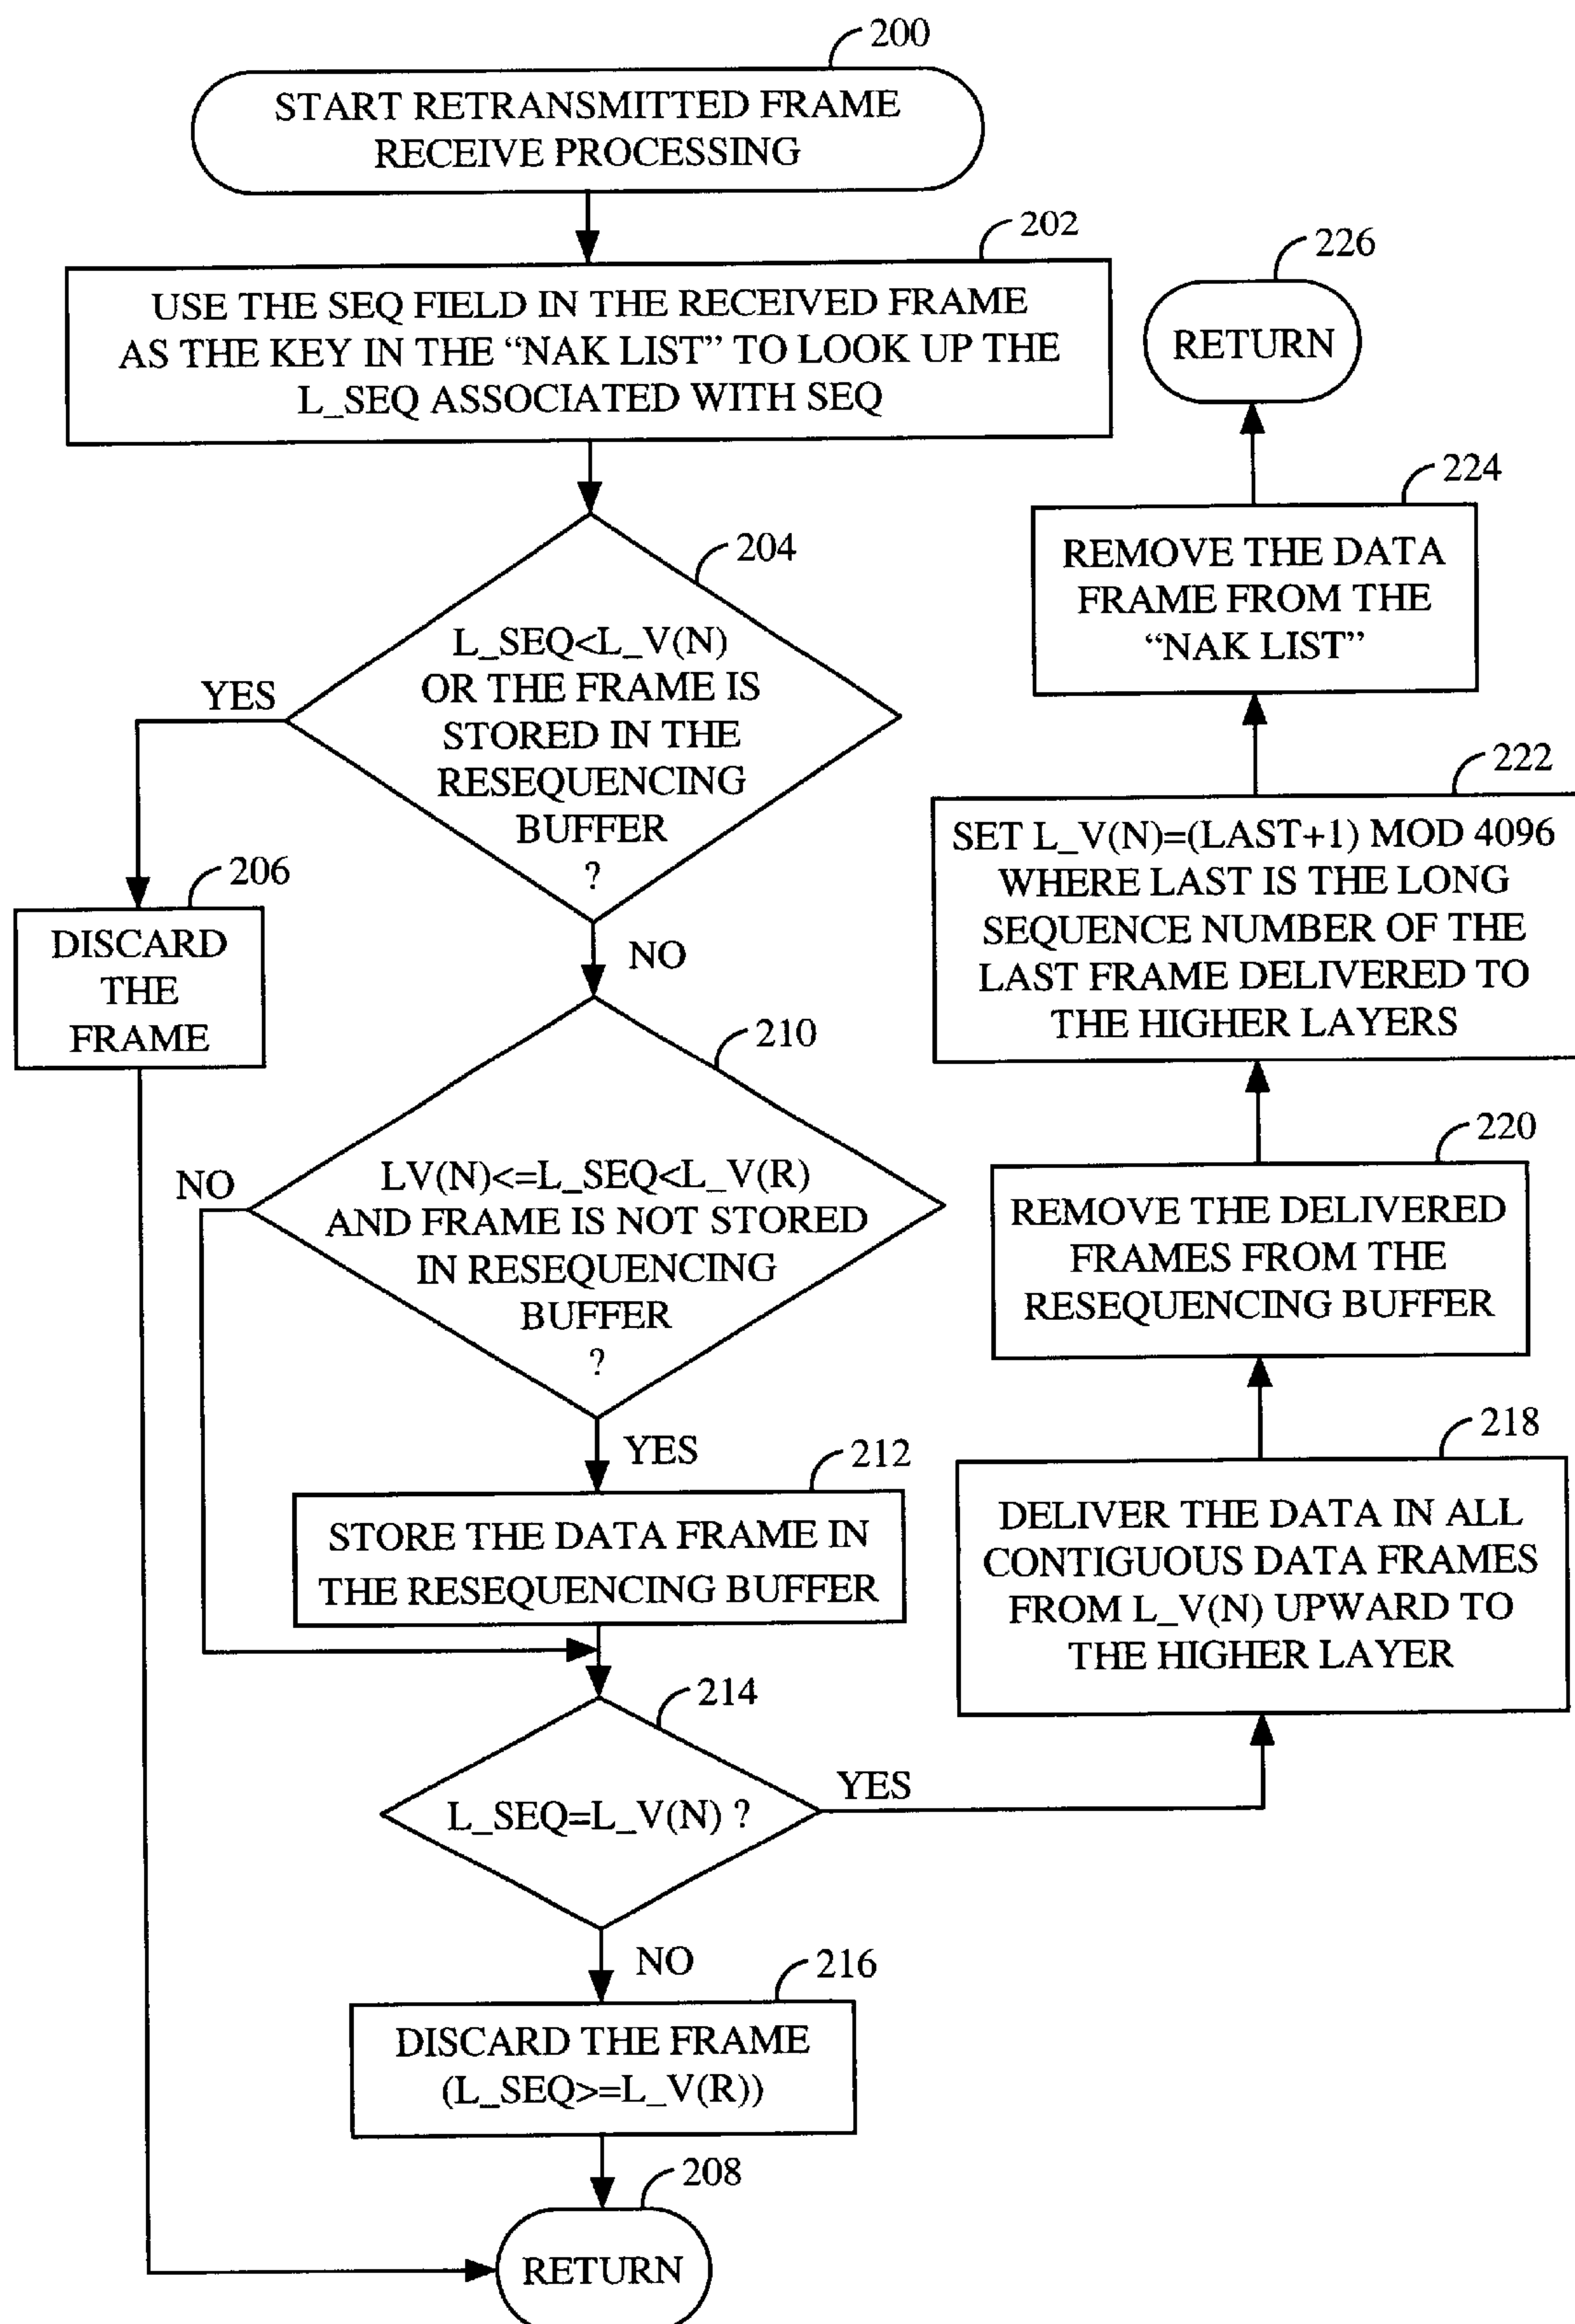 200
START RETRANSMITTED FRAME
RECEIVE PROCESSING
202
USE THE SEQ FIELD IN THE RECEIVED FRAME
AS THE KEY IN THE “NAK LIST” TO LOOK UP THE
L_SEQ ASSOCIATED WITH SEQ
204
L_SEQ<L_V(N)
OR THE FRAME IS
STORED IN THE
RESEQUENCING
BUFFER
?
YES
206
DISCARD
THE
FRAME
NO
210
LV(N)<=L_SEQ<L_V(R)
AND FRAME IS NOT STORED
IN RESEQUENCING
BUFFER
?
NO
YES
212
STORE THE DATA FRAME IN
THE RESEQUENCING BUFFER
214
L_SEQ=L_V(N) ?
YES
NO
216
DISCARD THE FRAME
(L_SEQ>=L_V(R))
208
RETURN
218
DELIVER THE DATA IN ALL
CONTIGUOUS DATA FRAMES
FROM L_V(N) UPWARD TO
THE HIGHER LAYER
220
REMOVE THE DELIVERED
FRAMES FROM THE
RESEQUENCING BUFFER
222
SET L_V(N)=(LAST+1) MOD 4096
WHERE LAST IS THE LONG
SEQUENCE NUMBER OF THE
LAST FRAME DELIVERED TO
THE HIGHER LAYERS
224
REMOVE THE DATA
FRAME FROM THE
“NAK LIST”
226
RETURN